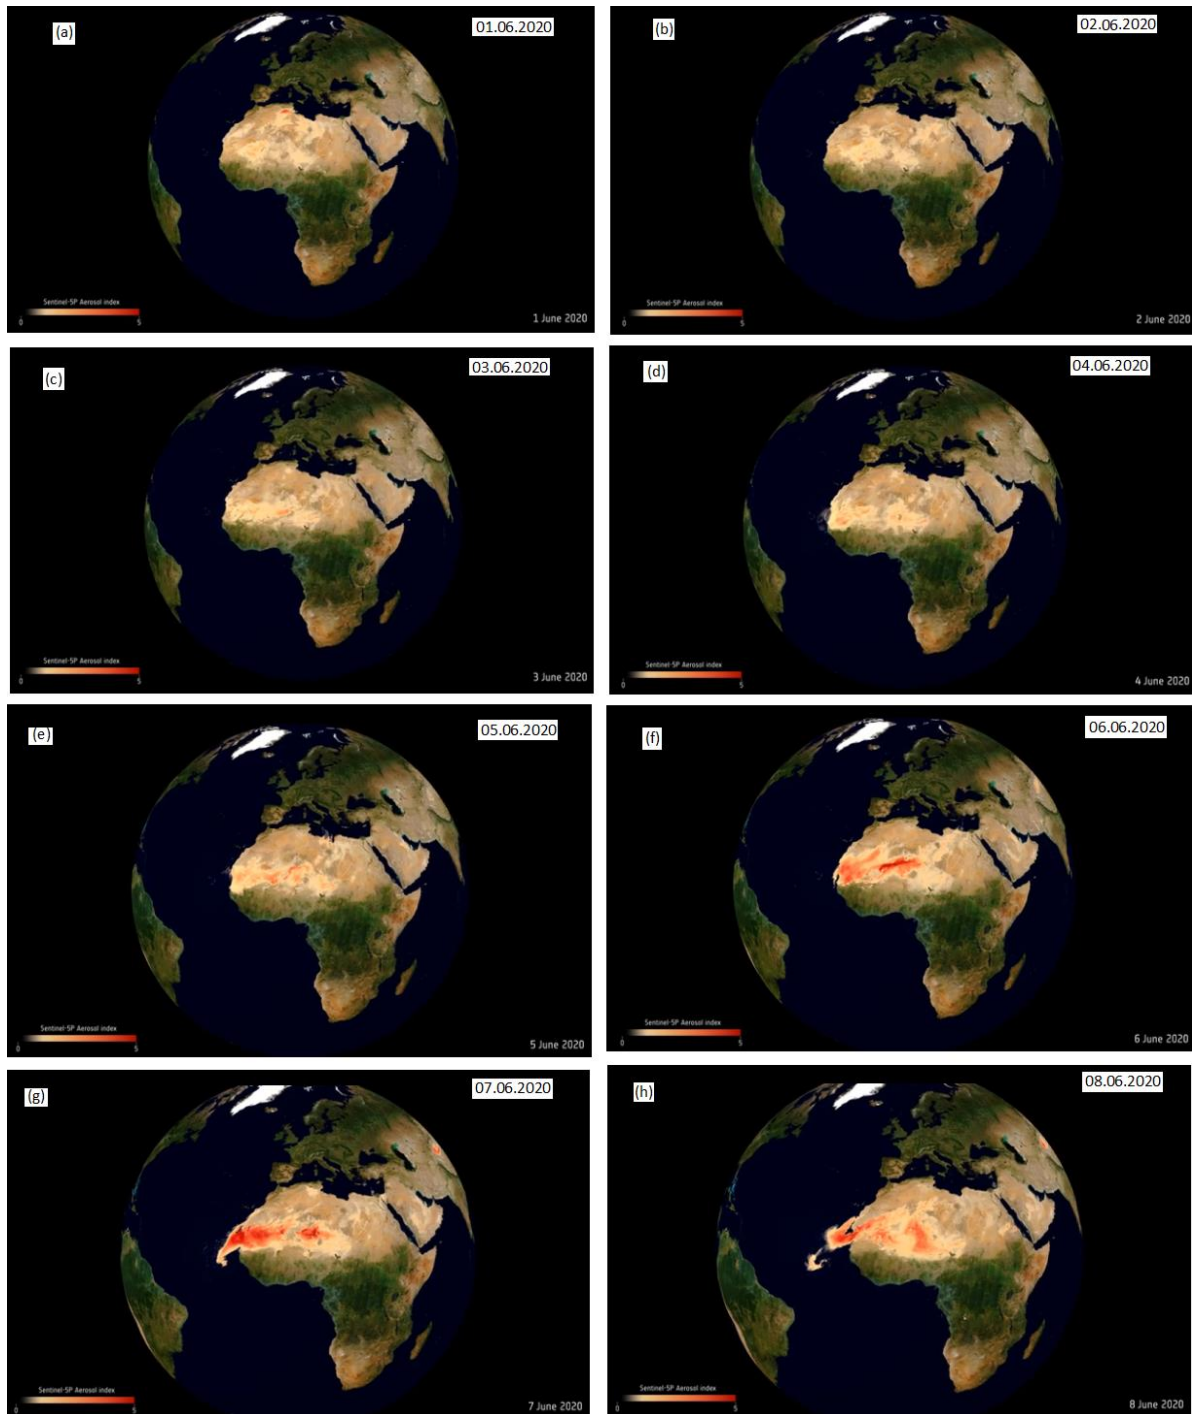 (a)
01.06.2020
Sentinel-5P Aerosol index
0 5
1 June 2020
(b)
02.06.2020
Sentinel-5P Aerosol index
0 5
2 June 2020
(c)
03.06.2020
Sentinel-5P Aerosol index
0 5
3 June 2020
(d)
04.06.2020
Sentinel-5P Aerosol index
0 5
4 June 2020
(e)
05.06.2020
Sentinel-5P Aerosol index
0 5
5 June 2020
(f)
06.06.2020
Sentinel-5P Aerosol index
0 5
6 June 2020
(g)
07.06.2020
Sentinel-5P Aerosol index
0 5
7 June 2020
(h)
08.06.2020
Sentinel-5P Aerosol index
0 5
8 June 2020